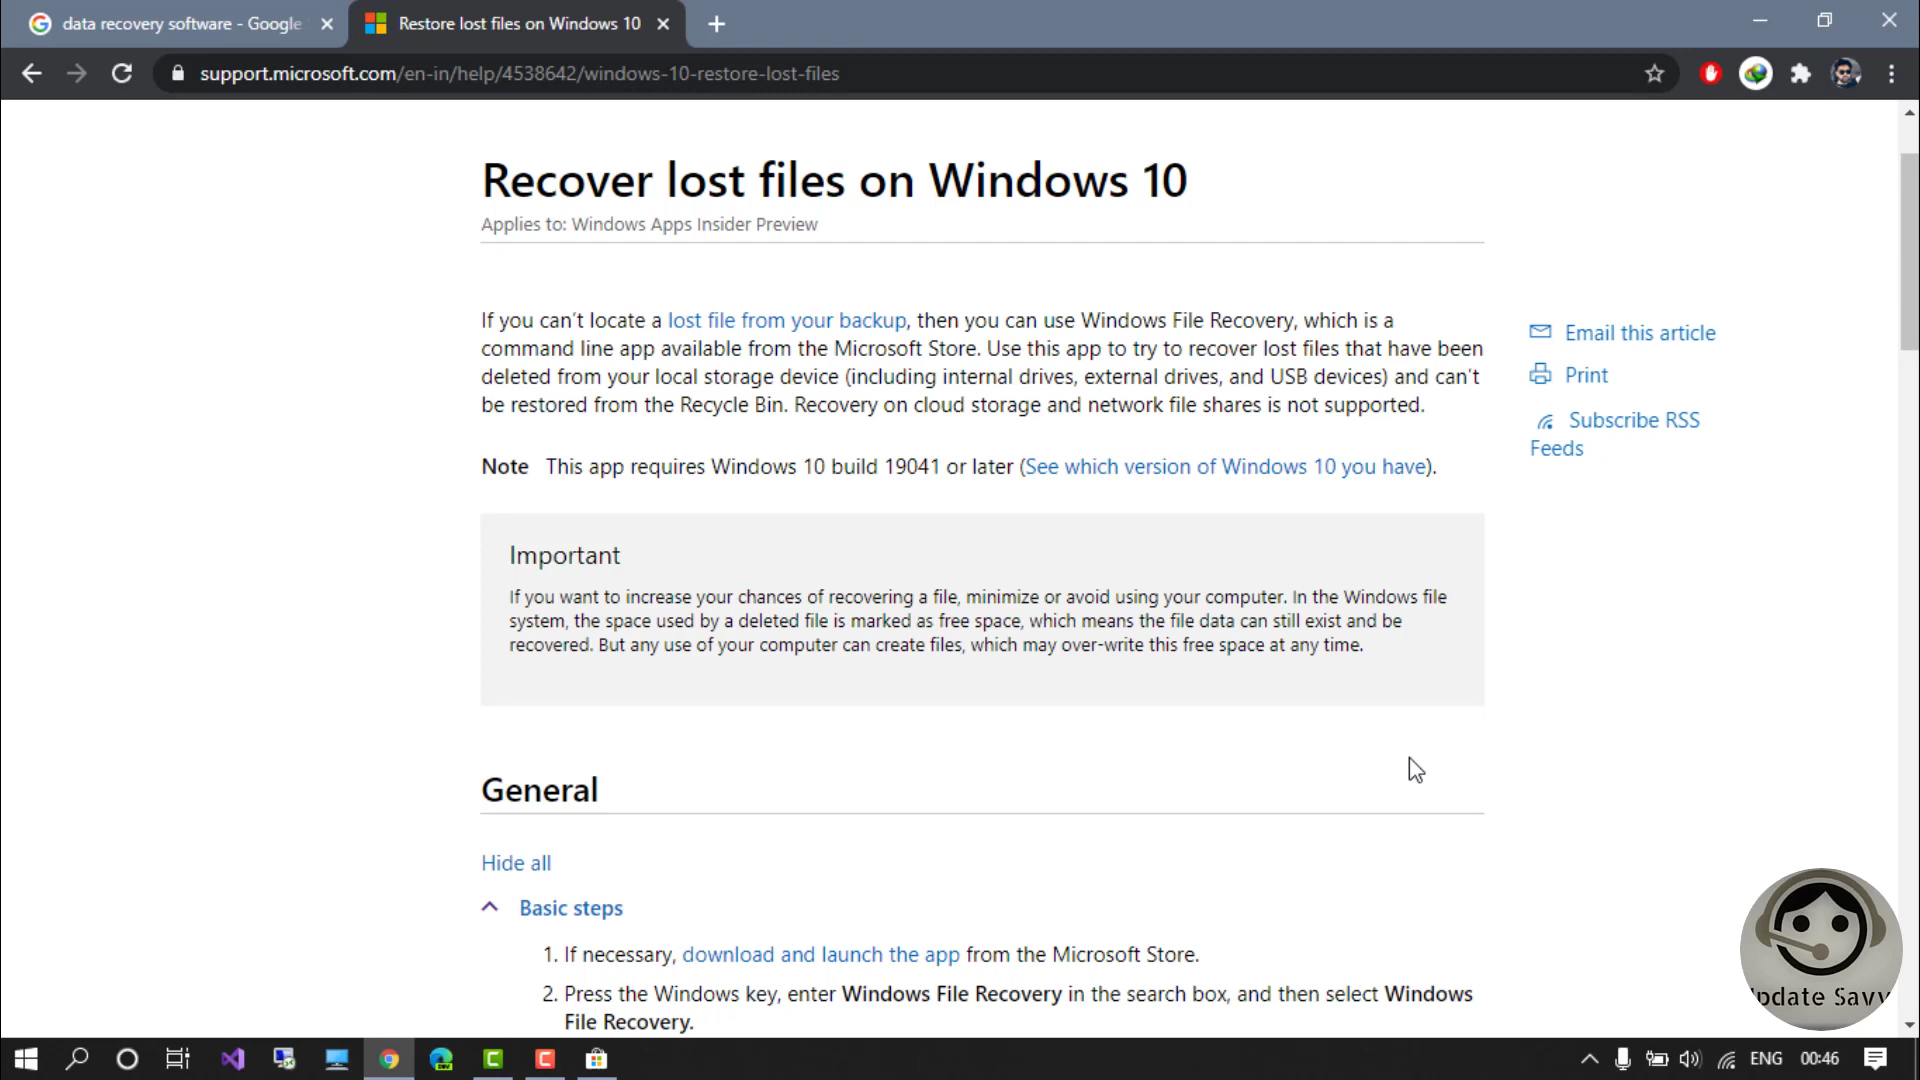 data recovery software - Google
Restore lost files on Windows 10
support.microsoft.com/en-in/help/4538642/windows-10-restore-lost-files
Recover lost files on Windows 10
Applies to: Windows Apps Insider Preview
If you can't locate a lost file from your backup, then you can use Windows File Recovery, which is a
command line app available from the Microsoft Store. Use this app to try to recover lost files that have been
deleted from your local storage device (including internal drives, external drives, and USB devices) and can't
be restored from the Recycle Bin. Recovery on cloud storage and network file shares is not supported.
Email this article
Print
Subscribe RSS
Feeds
Note This app requires Windows 10 build 19041 or later (See which version of Windows 10 you have).
Important
If you want to increase your chances of recovering a file, minimize or avoid using your computer. In the Windows file
system, the space used by a deleted file is marked as free space, which means the file data can still exist and be
recovered. But any use of your computer can create files, which may over-write this free space at any time.
General
Hide all
Basic steps
1. If necessary, download and launch the app from the Microsoft Store.
2. Press the Windows key, enter Windows File Recovery in the search box, and then select Windows
File Recovery.
pdate Savvy
ENG 00:46